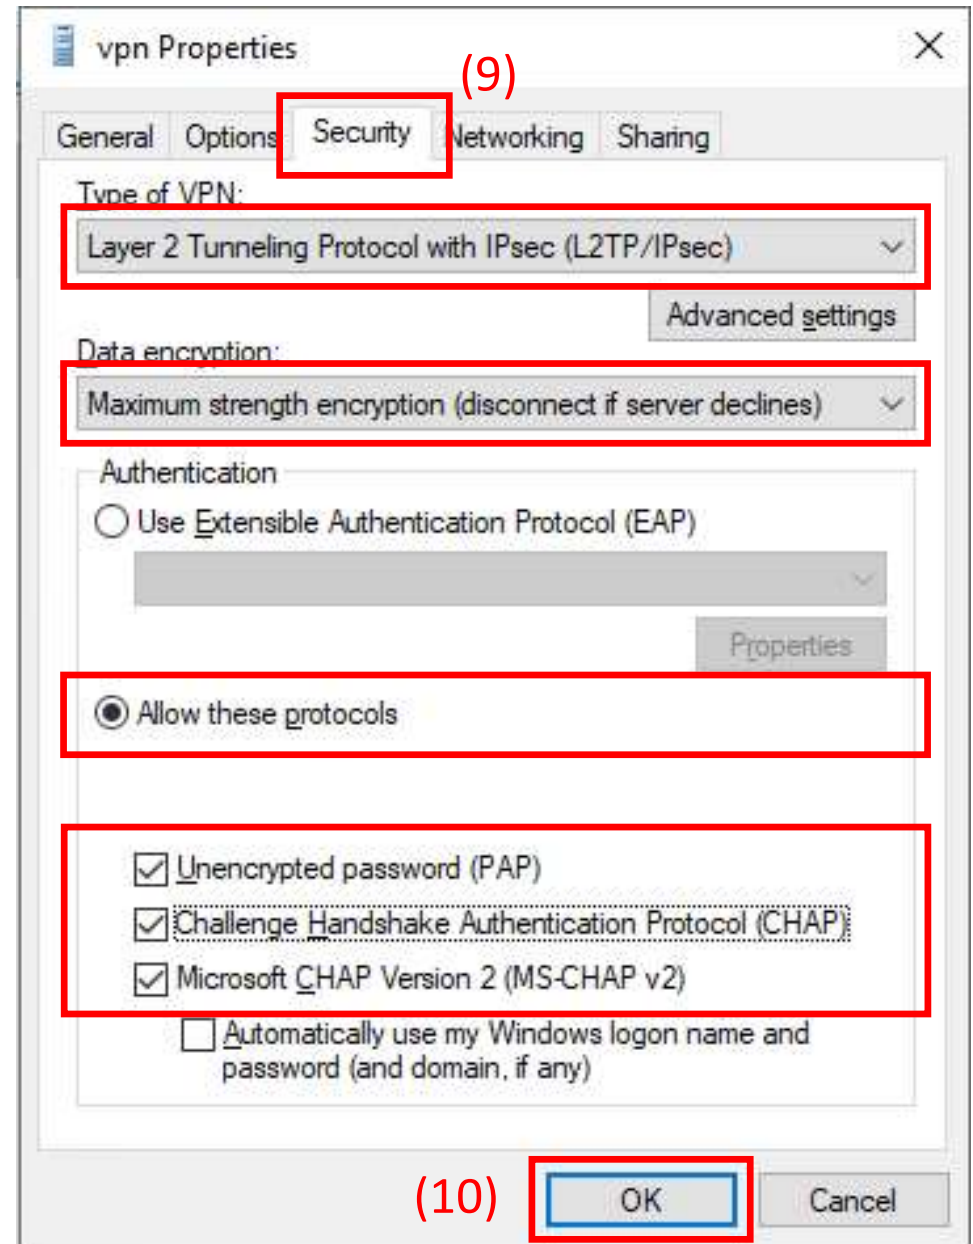 vpn Properties
(9)
General Options Security Networking Sharing
Type of VPN:
Layer 2 Tunneling Protocol with IPsec (L2TP/IPsec)
Advanced settings
Data encryption:
Maximum strength encryption (disconnect if server declines)
Authentication
Use Extensible Authentication Protocol (EAP)
Properties
Allow these protocols
Unencrypted password (PAP)
Challenge Handshake Authentication Protocol (CHAP)
Microsoft CHAP Version 2 (MS-CHAP v2)
Automatically use my Windows logon name and
password (and domain, if any)
(10) OK Cancel